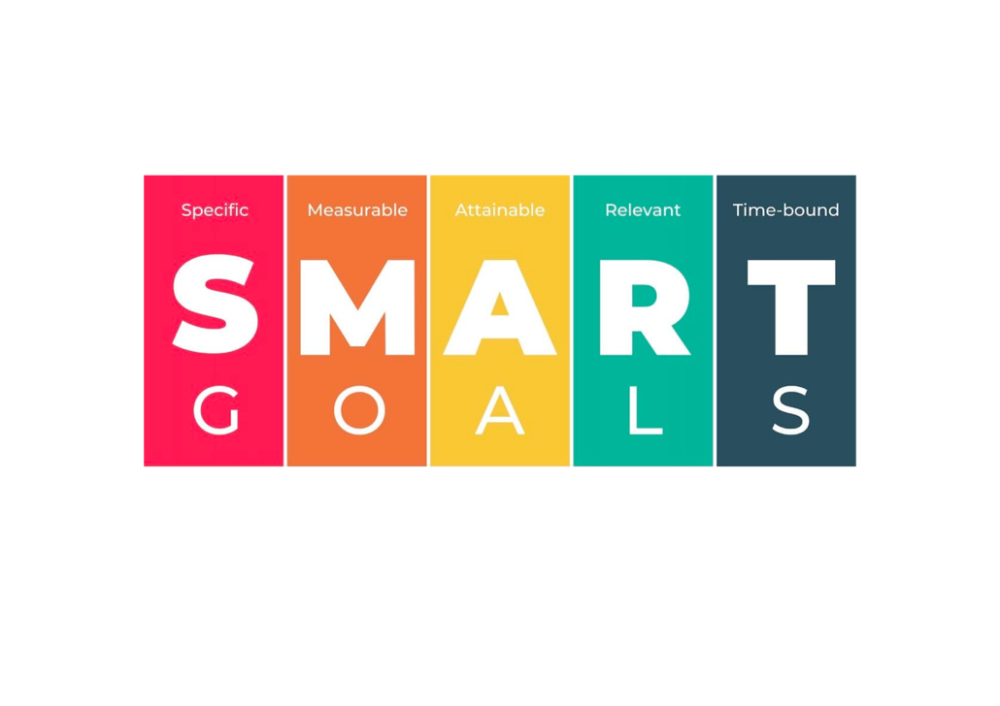 Specific Measurable Attainable Relevant Time-bound
SMART
GOALS